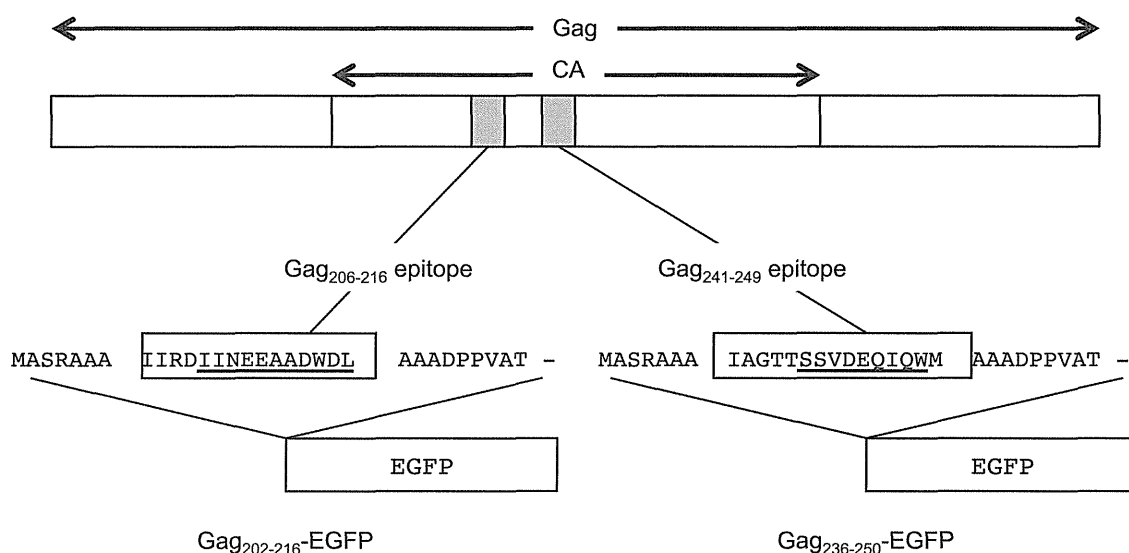 Gag
CA
Gag206-216 epitope
Gag241-249 epitope
MASRAAA IIRDIINEEAADWDL AAADPPVAT –
MASRAAA IAGTTSSVDEQIQWM AAADPPVAT –
EGFP
EGFP
Gag202-216-EGFP
Gag236-250-EGFP